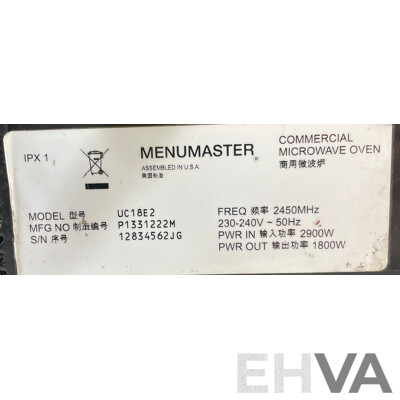 IPX 1
MENUMASTER®
ASSEMBLED IN U.S.A.
美国制造
COMMERCIAL
MICROWAVE OVEN
商用微波炉
MODEL 型号 UC18E2
MFG NO 制造编号 P1331222M
S/N 序号 12834562JG
FREQ 频率 2450MHz
230-240V ~ 50Hz
PWR IN 输入功率 2900W
PWR OUT 输出功率 1800W
EHVA